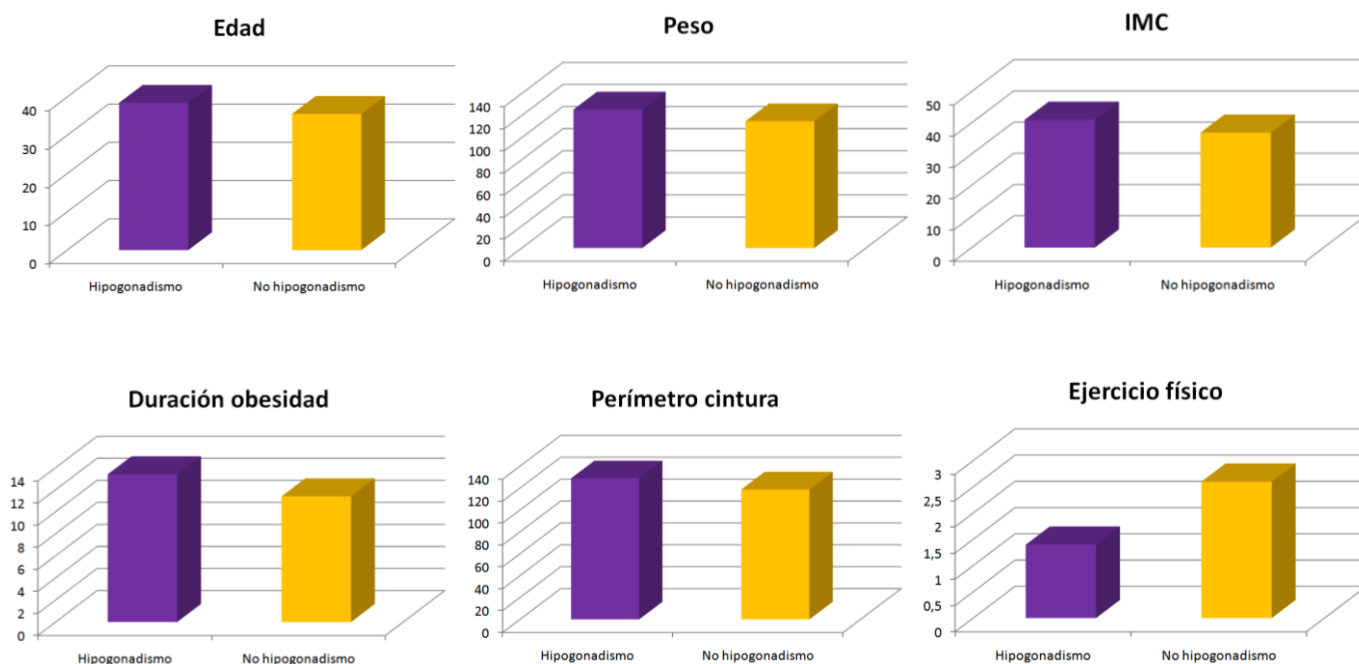 Edad
40
30
20
10
0
Hipogonadismo
No hipogonadismo
Peso
140
120
100
80
60
40
20
0
Hipogonadismo
No hipogonadismo
IMC
50
40
30
20
10
0
Hipogonadismo
No hipogonadismo
Duración obesidad
14
12
10
8
6
4
2
0
Hipogonadismo
No hipogonadismo
Perímetro cintura
140
120
100
80
60
40
20
0
Hipogonadismo
No hipogonadismo
Ejercicio físico
3
2,5
2
1,5
1
0,5
0
Hipogonadismo
No hipogonadismo